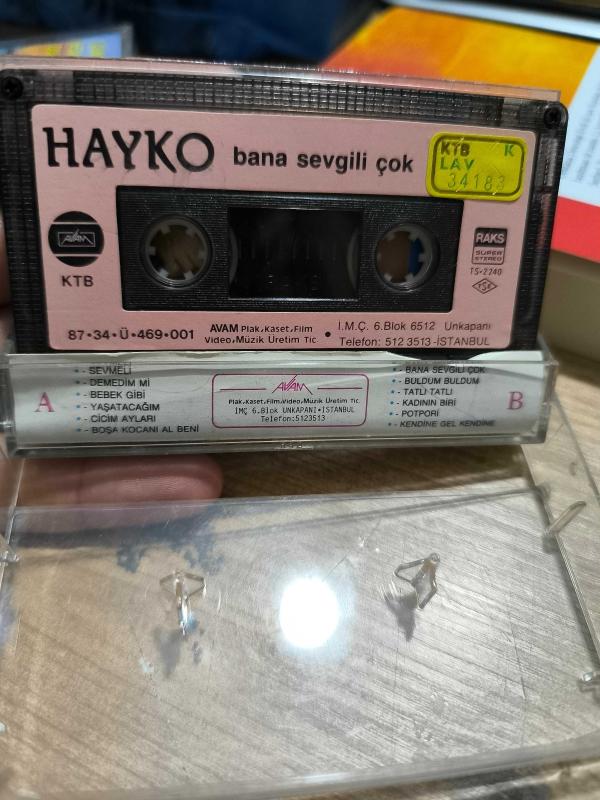 HAYKO bana sevgili çok
KTB K
LAV
34183
AVAM
KTB
RAKS
SUPER
STEREO
TS-2240
TSE
87·34·Ü·469·001
AVAM Plak,Kaset,Film
Video,Müzik Üretim Tic.
• İ.M.Ç. 6.Blok 6512 Unkapanı
Telefon: 512 3513-İSTANBUL
A
• - SEVMELİ
• - DEMEDİM Mİ
• - BEBEK GİBİ
• - YAŞATACAĞIM
• - CİCİM AYLARI
• - BOŞA KOCANI AL BENİ
AVAM
Plak,Kaset,Film,Video,Müzik Üretim Tic.
İMÇ 6.Blok UNKAPANI•İSTANBUL
Telefon:5123513
• - BANA SEVGİLİ ÇOK
• - BULDUM BULDUM
• - TATLI TATLI
• - KADININ BİRİ
• - POTPORİ
• - KENDİNE GEL KENDİNE
B